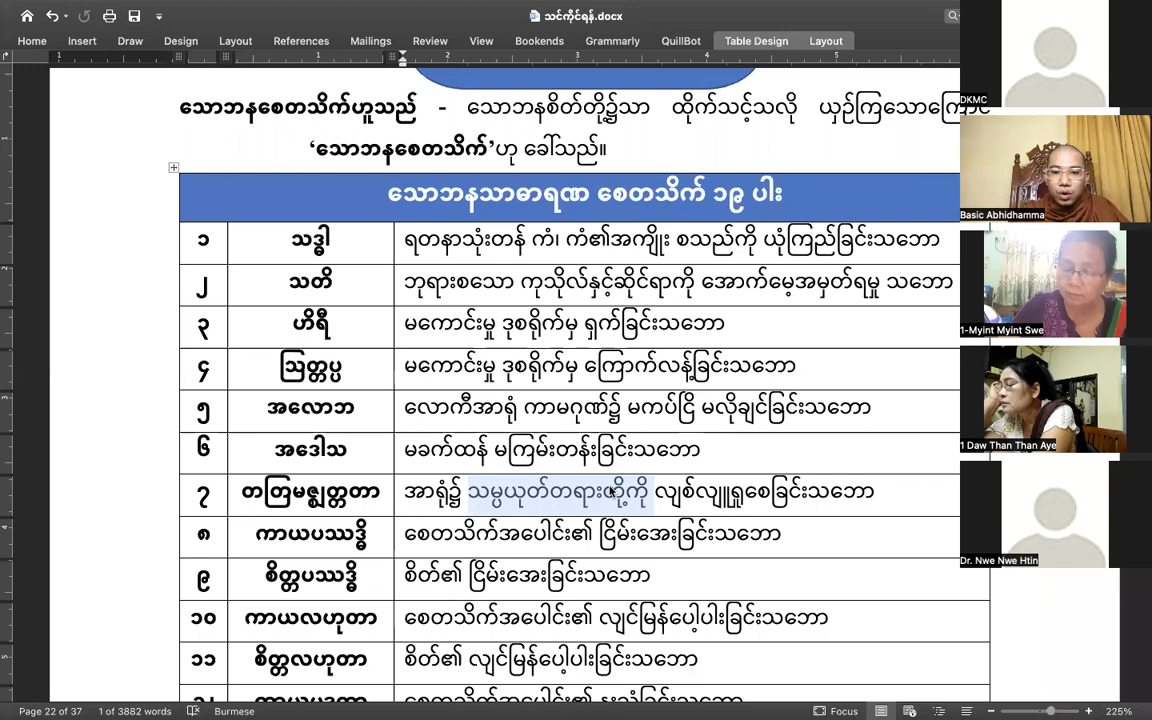 သင်ကိုင်ရန်.docx
Home Insert Draw Design Layout References Mailings Review View Bookends Grammarly QuillBot Table Design Layout
သောဘနစေတသိက်ဟူသည် - သောဘနစိတ်တို့၌သာ ထိုက်သင့်သလို ယှဉ်ကြသောကြောင့်
‘သောဘနစေတသိက်’ဟု ခေါ်သည်။
သောဘနသာဓာရဏ စေတသိက် ၁၉ ပါး
၁ သဒ္ဓါ ရတနာသုံးတန် ကံ၊ ကံ၏အကျိုး စသည်ကို ယုံကြည်ခြင်းသဘော
၂ သတိ ဘုရားစသော ကုသိုလ်နှင့်ဆိုင်ရာကို အောက်မေ့အမှတ်ရမှု သဘော
၃ ဟိရီ မကောင်းမှု ဒုစရိုက်မှ ရှက်ခြင်းသဘော
၄ ဩတ္တပ္ပ မကောင်းမှု ဒုစရိုက်မှ ကြောက်လန့်ခြင်းသဘော
၅ အလောဘ လောကီအာရုံ ကာမဂုဏ်၌ မကပ်ငြိ မလိုချင်ခြင်းသဘော
၆ အဒေါသ မခက်ထန် မကြမ်းတန်းခြင်းသဘော
၇ တတြမဇ္ဈတ္တတာ အာရုံ၌ သမ္ပယုတ်တရားတို့ကို လျစ်လျူရှုစေခြင်းသဘော
၈ ကာယပဿဒ္ဓိ စေတသိက်အပေါင်း၏ ငြိမ်းအေးခြင်းသဘော
၉ စိတ္တပဿဒ္ဓိ စိတ်၏ ငြိမ်းအေးခြင်းသဘော
၁၀ ကာယလဟုတာ စေတသိက်အပေါင်း၏ လျင်မြန်ပေါ့ပါးခြင်းသဘော
၁၁ စိတ္တလဟုတာ စိတ်၏ လျင်မြန်ပေါ့ပါးခြင်းသဘော
DKMC
Basic Abhidhamma
1-Myint Myint Swe
1 Daw Than Than Aye
Dr. Nwe Nwe Htin
Page 22 of 37 1 of 3882 words Burmese Focus 225%